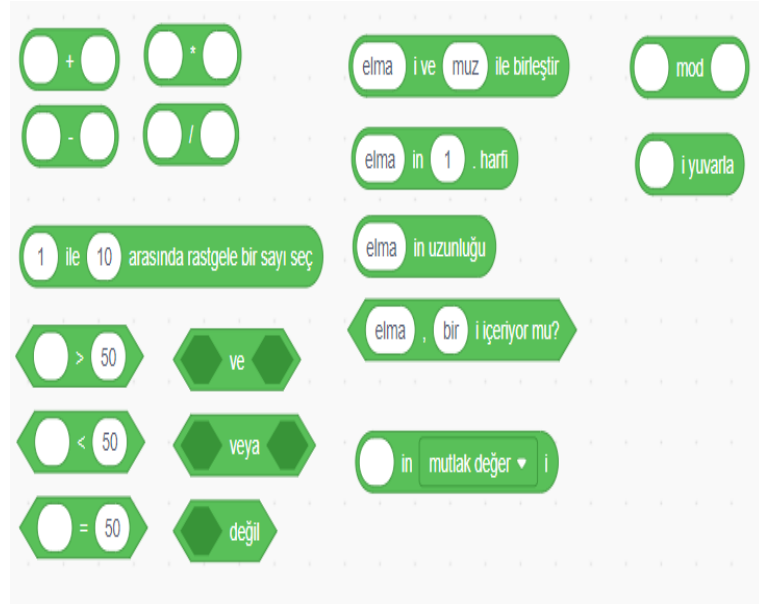 +
*
-
/
1 ile 10 arasında rastgele bir sayı seç
> 50
< 50
= 50
ve
veya
değil
elma i ve muz ile birleştir
elma in 1 . harfi
elma in uzunluğu
elma , bir i içeriyor mu?
in mutlak değer i
mod
i yuvarla